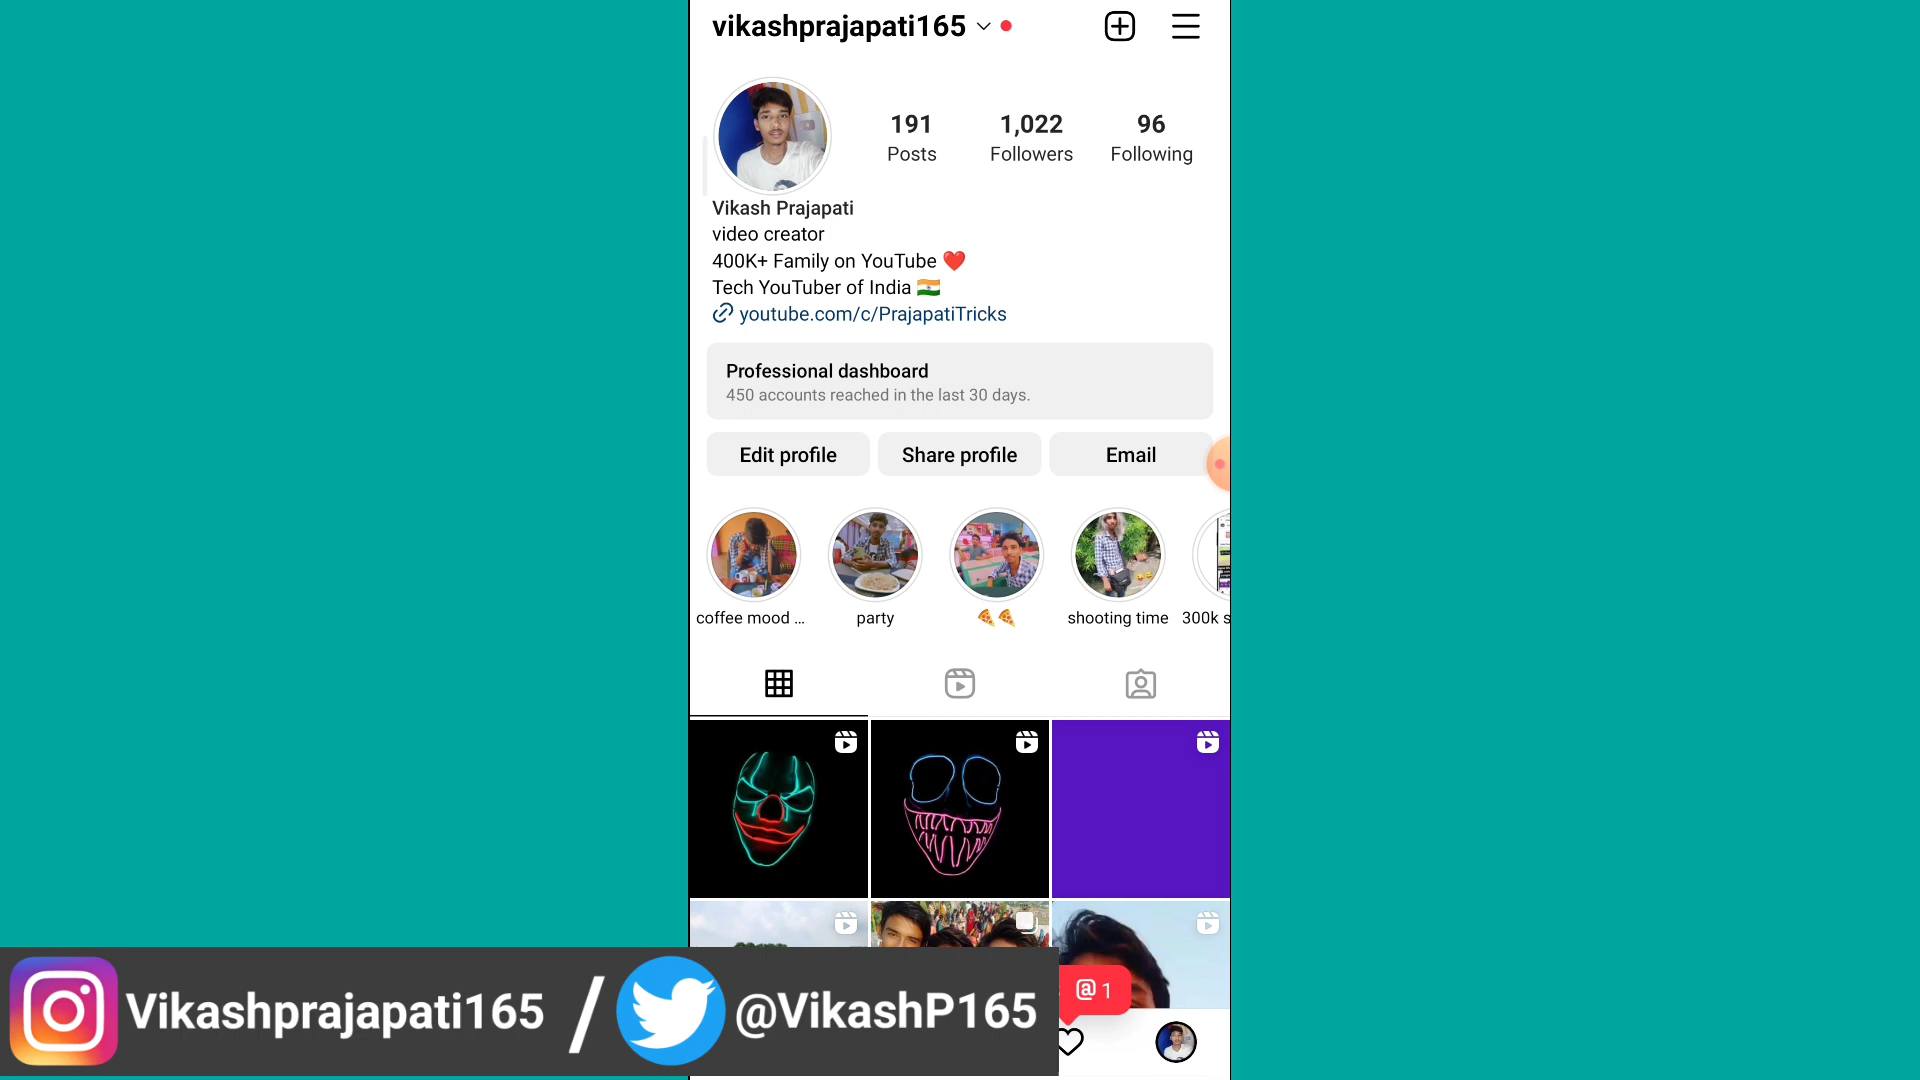 vikashprajapati165
191
1,022
96
Posts
Followers
Following
Vikash Prajapati
video creator
400K+ Family on YouTube ❤️
Tech YouTuber of India 🇮🇳
youtube.com/c/PrajapatiTricks
Professional dashboard
450 accounts reached in the last 30 days.
Edit profile
Share profile
Email
coffee mood ...
party
🍕🍕
shooting time
300k s
@ 1
Vikashprajapati165 / @VikashP165